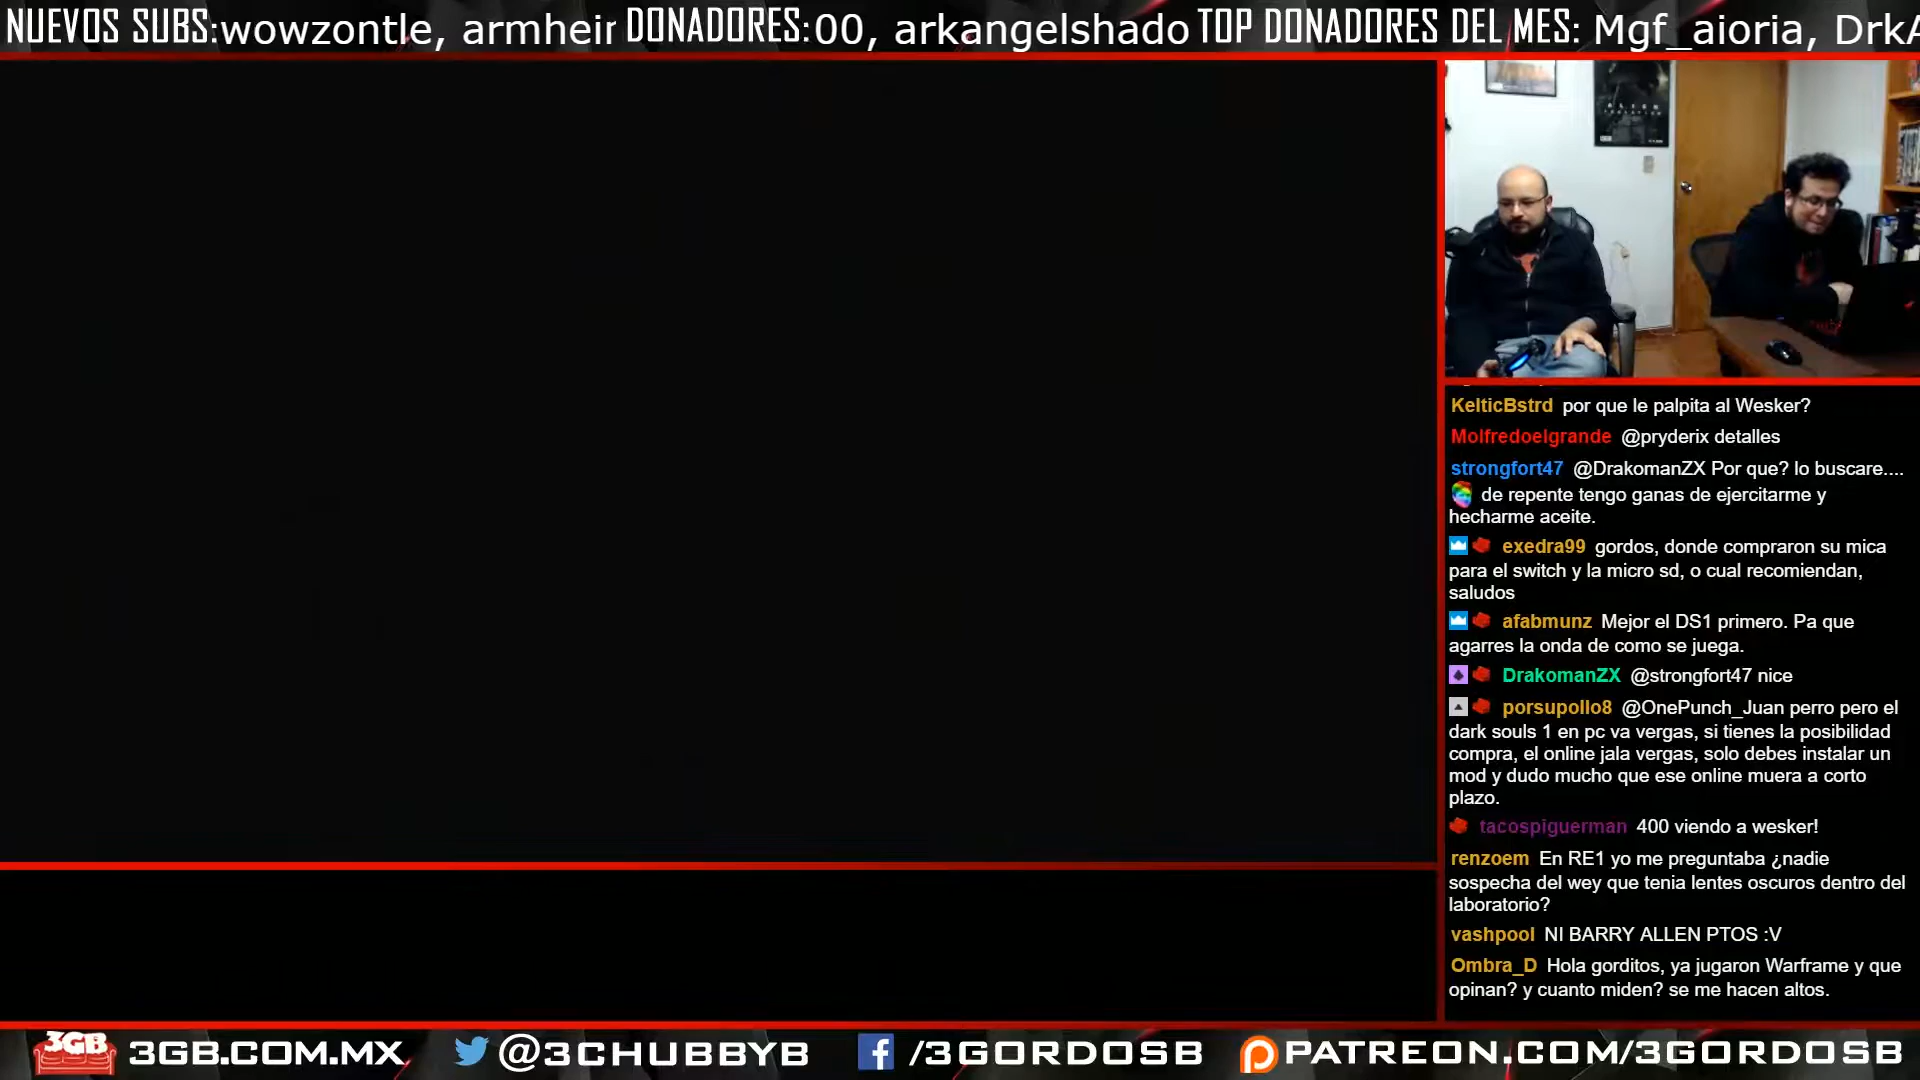 NUEVOS SUBS:wowzontle, armheir DONADORES:00, arkangelshado TOP DONADORES DEL MES: Mgf_aioria, DrkA
ALIEN
KelticBstrd por que le palpita al Wesker?
Molfredoelgrande @pryderix detalles
strongfort47 @DrakomanZX Por que? lo buscare....
de repente tengo ganas de ejercitarme y
hecharme aceite.
exedra99 gordos, donde compraron su mica
para el switch y la micro sd, o cual recomiendan,
saludos
afabmunz Mejor el DS1 primero. Pa que
agarres la onda de como se juega.
DrakomanZX @strongfort47 nice
porsupollo8 @OnePunch_Juan perro pero el
dark souls 1 en pc va vergas, si tienes la posibilidad
compra, el online jala vergas, solo debes instalar un
mod y dudo mucho que ese online muera a corto
plazo.
tacospiguerman 400 viendo a wesker!
renzoem En RE1 yo me preguntaba ¿nadie
sospecha del wey que tenia lentes oscuros dentro del
laboratorio?
vashpool NI BARRY ALLEN PTOS :V
Ombra_D Hola gorditos, ya jugaron Warframe y que
opinan? y cuanto miden? se me hacen altos.
3GB 3GB.COM.MX @3CHUBBYB /3GORDOSB PATREON.COM/3GORDOSB